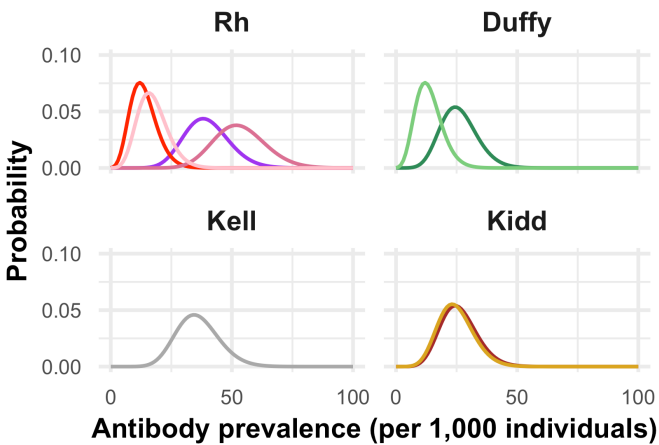 Rh Duffy
0.10
0.05
0.00
Probability
Kell Kidd
0.10
0.05
0.00
0 50 100 0 50 100
Antibody prevalence (per 1,000 individuals)